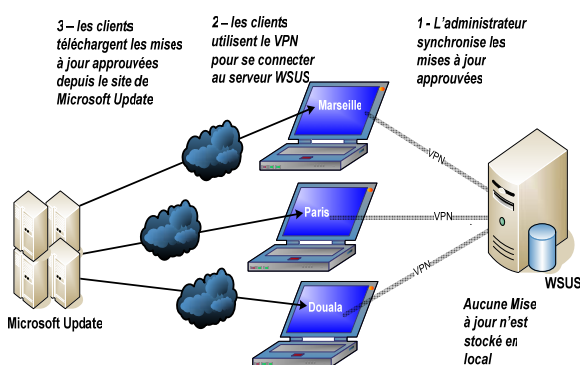 3 – les clients
téléchargent les mises
à jour approuvées
depuis le site de
Microsoft Update
2 – les clients
utilisent le VPN
pour se connecter
au serveur WSUS
1 - L'administrateur
synchronise les
mises à jour
approuvées
Marseille
VPN
Paris
VPN
Douala
VPN
Microsoft Update
WSUS
Aucune Mise
à jour n'est
stocké en
local